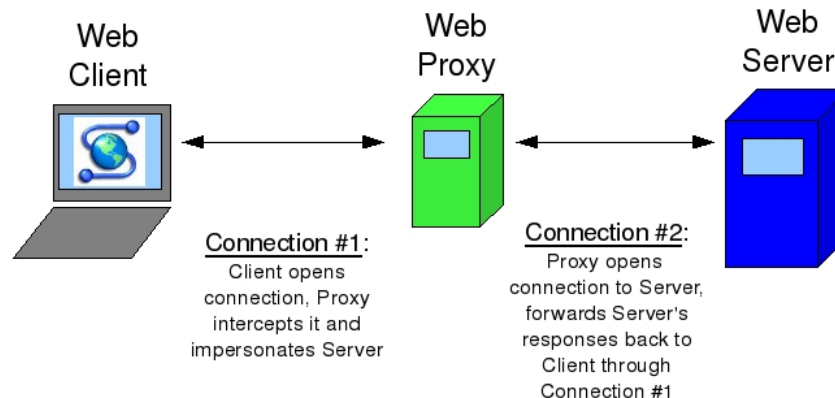 Web
Client
Web
Proxy
Web
Server
Connection #1:
Client opens
connection, Proxy
intercepts it and
impersonates Server
Connection #2:
Proxy opens
connection to Server,
forwards Server's
responses back to
Client through
Connection #1